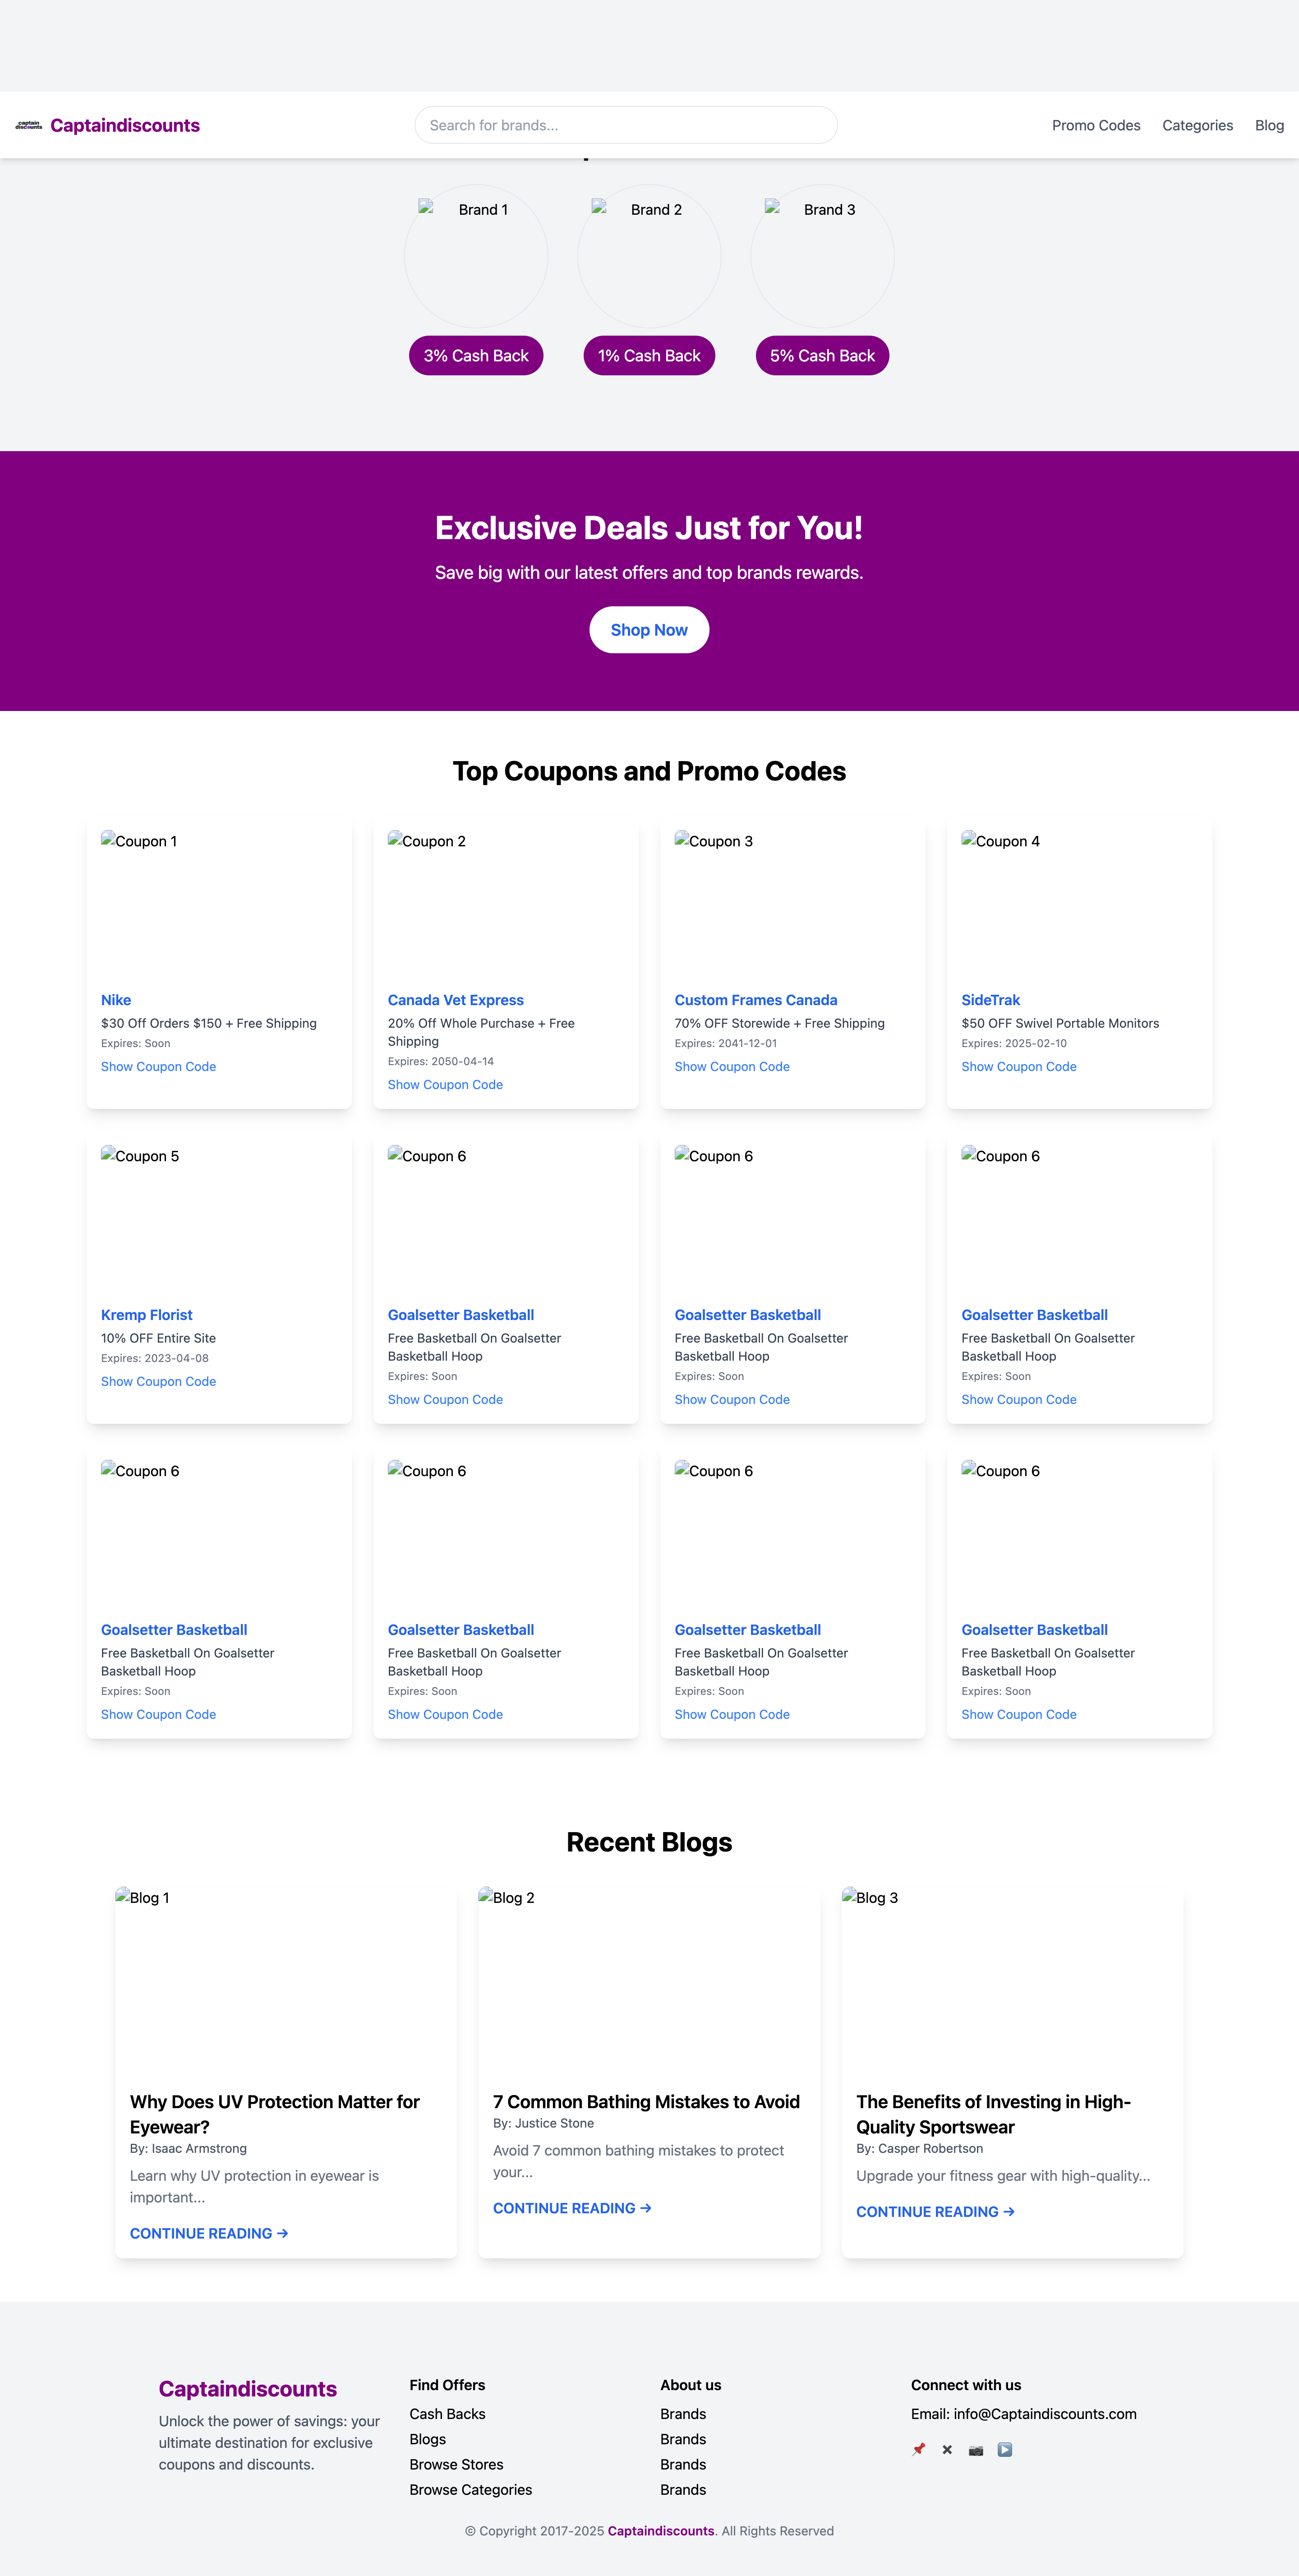 captain
discounts
Captaindiscounts
Search for brands...
Promo Codes
Categories
Blog
Brand 1
Brand 2
Brand 3
3% Cash Back
1% Cash Back
5% Cash Back
Exclusive Deals Just for You!
Save big with our latest offers and top brands rewards.
Shop Now
Top Coupons and Promo Codes
Coupon 1
Nike
$30 Off Orders $150 + Free Shipping
Expires: Soon
Show Coupon Code
Coupon 2
Canada Vet Express
20% Off Whole Purchase + Free
Shipping
Expires: 2050-04-14
Show Coupon Code
Coupon 3
Custom Frames Canada
70% OFF Storewide + Free Shipping
Expires: 2041-12-01
Show Coupon Code
Coupon 4
SideTrak
$50 OFF Swivel Portable Monitors
Expires: 2025-02-10
Show Coupon Code
Coupon 5
Kremp Florist
10% OFF Entire Site
Expires: 2023-04-08
Show Coupon Code
Coupon 6
Goalsetter Basketball
Free Basketball On Goalsetter
Basketball Hoop
Expires: Soon
Show Coupon Code
Coupon 6
Goalsetter Basketball
Free Basketball On Goalsetter
Basketball Hoop
Expires: Soon
Show Coupon Code
Coupon 6
Goalsetter Basketball
Free Basketball On Goalsetter
Basketball Hoop
Expires: Soon
Show Coupon Code
Coupon 6
Goalsetter Basketball
Free Basketball On Goalsetter
Basketball Hoop
Expires: Soon
Show Coupon Code
Coupon 6
Goalsetter Basketball
Free Basketball On Goalsetter
Basketball Hoop
Expires: Soon
Show Coupon Code
Coupon 6
Goalsetter Basketball
Free Basketball On Goalsetter
Basketball Hoop
Expires: Soon
Show Coupon Code
Coupon 6
Goalsetter Basketball
Free Basketball On Goalsetter
Basketball Hoop
Expires: Soon
Show Coupon Code
Recent Blogs
Blog 1
Why Does UV Protection Matter for
Eyewear?
By: Isaac Armstrong
Learn why UV protection in eyewear is
important...
CONTINUE READING →
Blog 2
7 Common Bathing Mistakes to Avoid
By: Justice Stone
Avoid 7 common bathing mistakes to protect
your...
CONTINUE READING →
Blog 3
The Benefits of Investing in High-
Quality Sportswear
By: Casper Robertson
Upgrade your fitness gear with high-quality...
CONTINUE READING →
Captaindiscounts
Unlock the power of savings: your
ultimate destination for exclusive
coupons and discounts.
Find Offers
Cash Backs
Blogs
Browse Stores
Browse Categories
About us
Brands
Brands
Brands
Brands
Connect with us
Email: info@Captaindiscounts.com
© Copyright 2017-2025 Captaindiscounts. All Rights Reserved